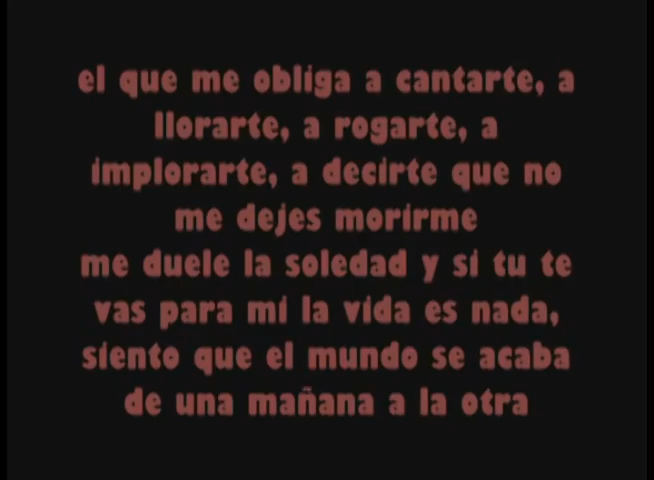 el que me obliga a cantarte, a
llorarte, a rogarte, a
implorarte, a decirte que no
me dejes morirme
me duele la soledad y si tu te
vas para mi la vida es nada,
siento que el mundo se acaba
de una mañana a la otra